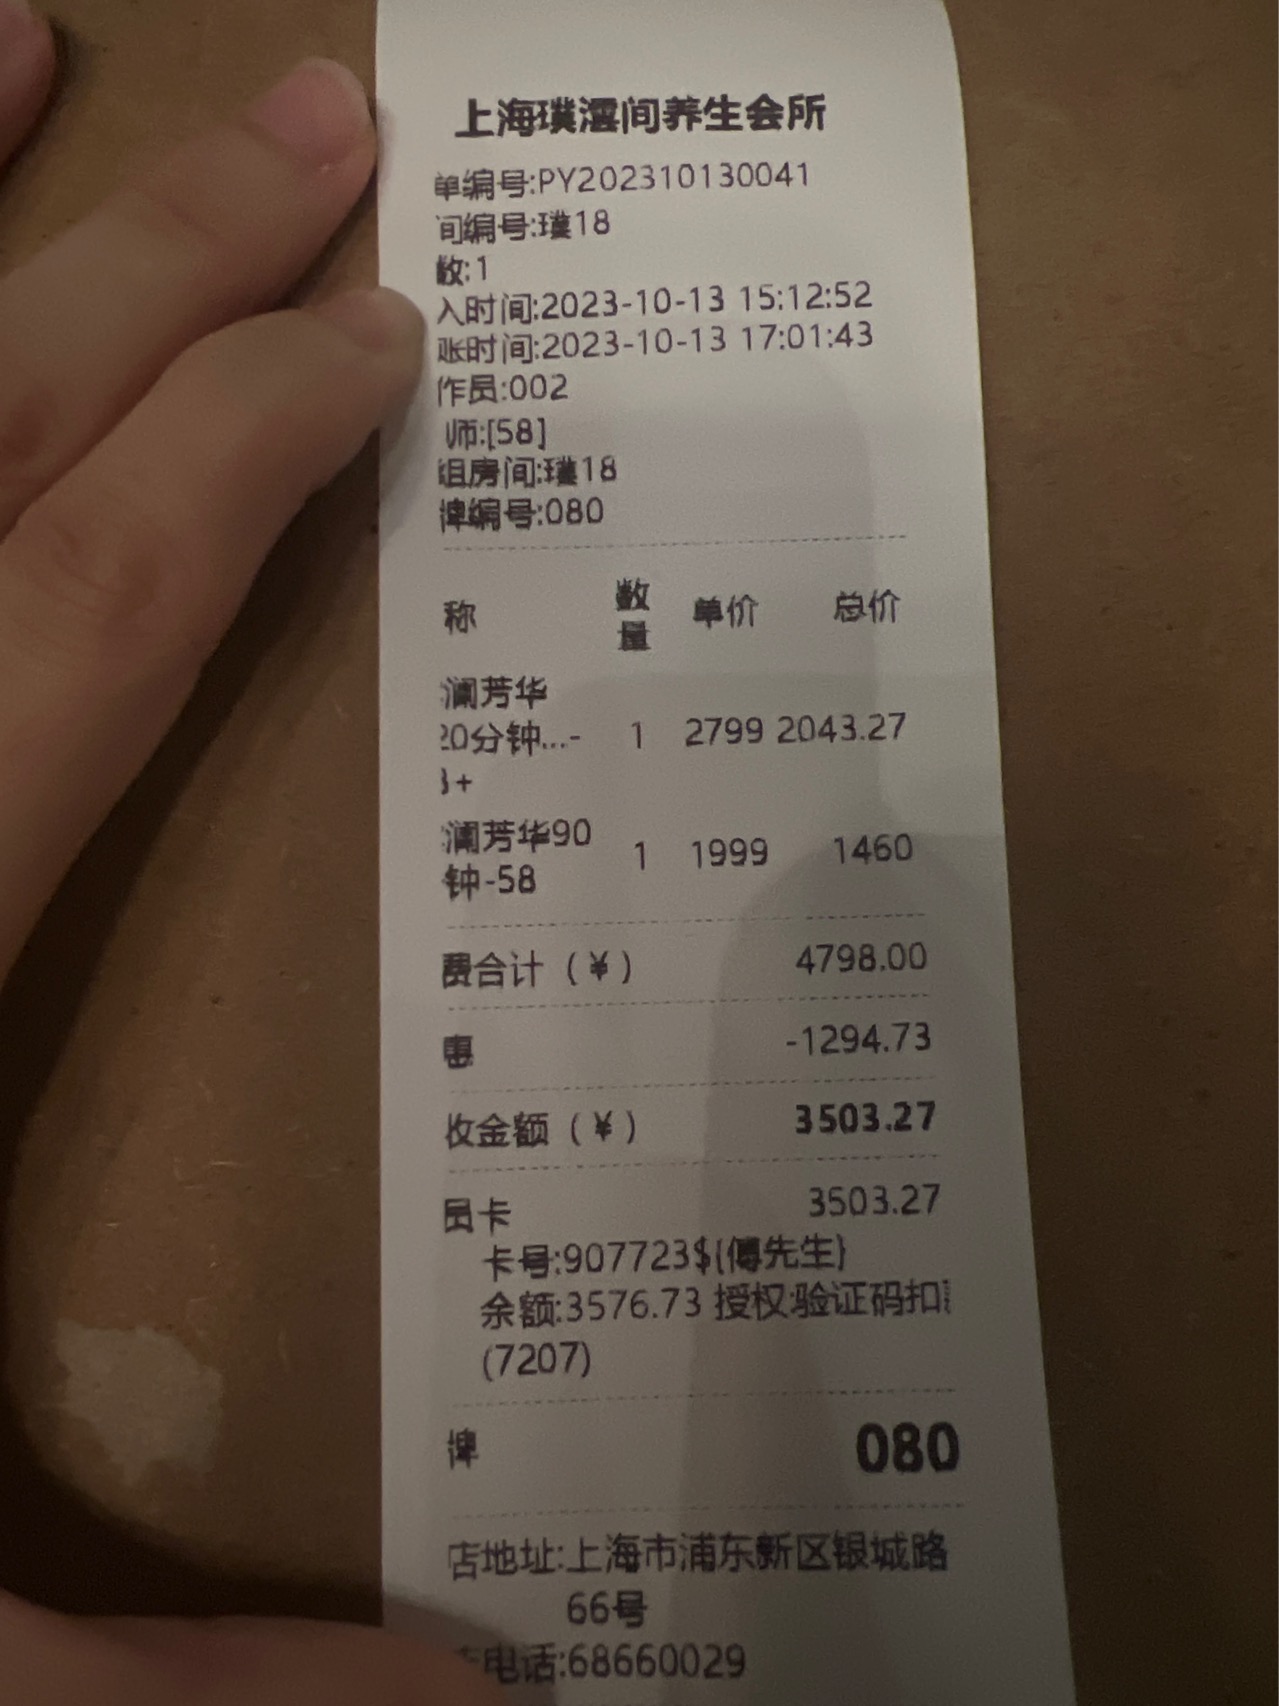 上海璞澐间养生会所
单编号:PY202310130041
间编号:璞18
数:1
入时间:2023-10-13 15:12:52
账时间:2023-10-13 17:01:43
作员:002
师:[58]
组房间:璞18
牌编号:080
称 数量 单价 总价
澜芳华
20分钟...- 1 2799 2043.27
3+
澜芳华90 1 1999 1460
钟-58
费合计（¥） 4798.00
惠 -1294.73
收金额（¥） 3503.27
员卡 3503.27
卡号:907723$(傅先生}
余额:3576.73 授权:验证码扣
(7207)
牌 080
店地址:上海市浦东新区银城路
66号
电话:68660029